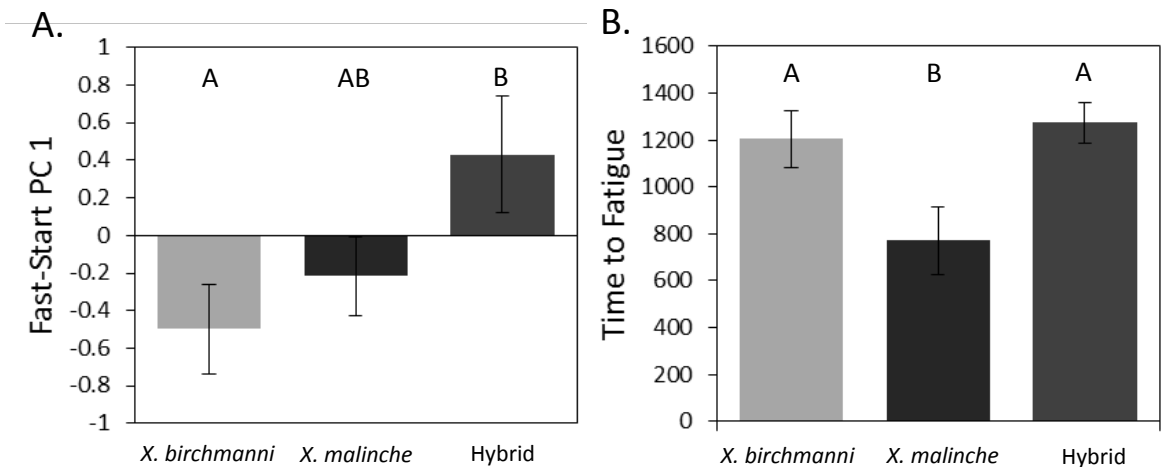 A.
Fast-Start PC 1
1
0.8
0.6
0.4
0.2
0
-0.2
-0.4
-0.6
-0.8
-1
A AB B
X. birchmanni X. malinche Hybrid
B.
Time to Fatigue
1600
1400
1200
1000
800
600
400
200
0
A B A
X. birchmanni X. malinche Hybrid